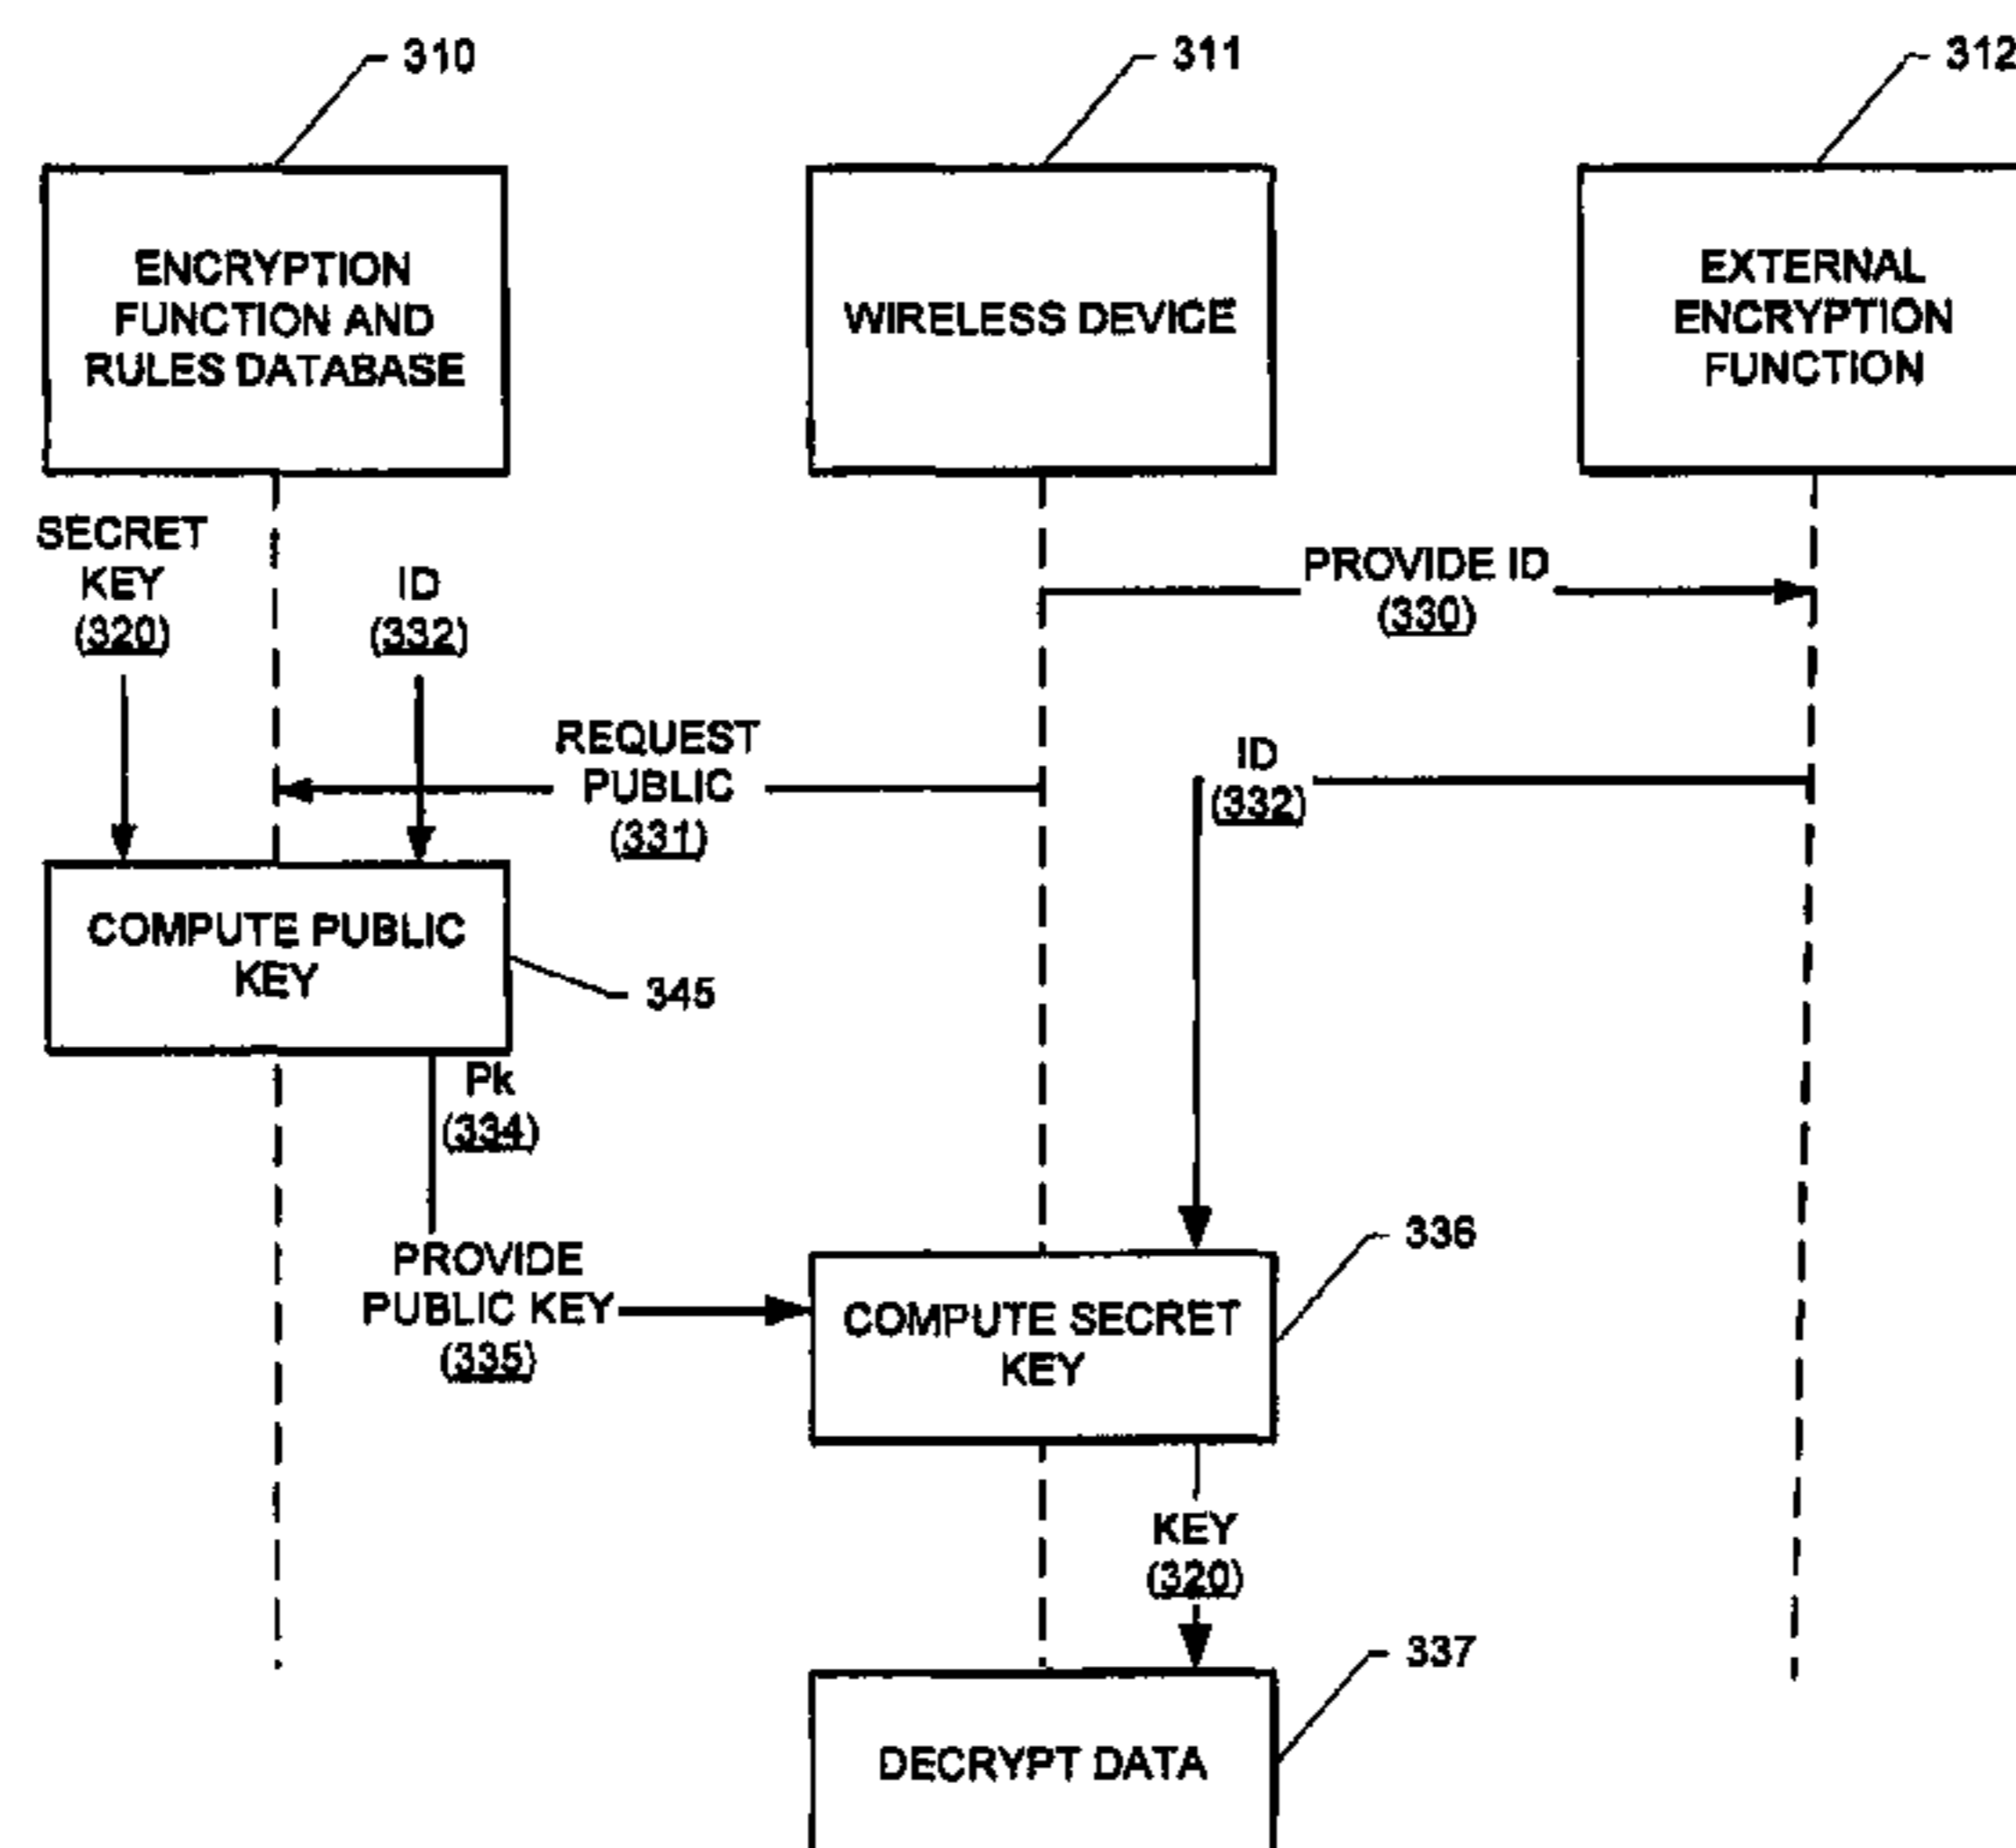 310
311
312
ENCRYPTION
FUNCTION AND
RULES DATABASE
WIRELESS DEVICE
EXTERNAL
ENCRYPTION
FUNCTION
SECRET
KEY
(320)
ID
(332)
PROVIDE ID
(330)
REQUEST
PUBLIC
(331)
ID
(332)
COMPUTE PUBLIC
KEY
345
Pk
(334)
PROVIDE
PUBLIC KEY
(335)
336
COMPUTE SECRET
KEY
KEY
(320)
337
DECRYPT DATA